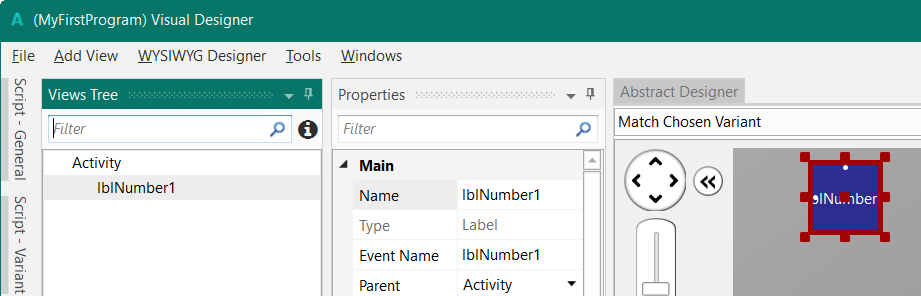 A (MyFirstProgram) Visual Designer
File Add View WYSIWYG Designer Tools Windows
Script - General
Script - Variant
Views Tree
Filter
Activity
lblNumber1
Properties
Filter
Main
Name lblNumber1
Type Label
Event Name lblNumber1
Parent Activity
Abstract Designer
Match Chosen Variant
lblNumber